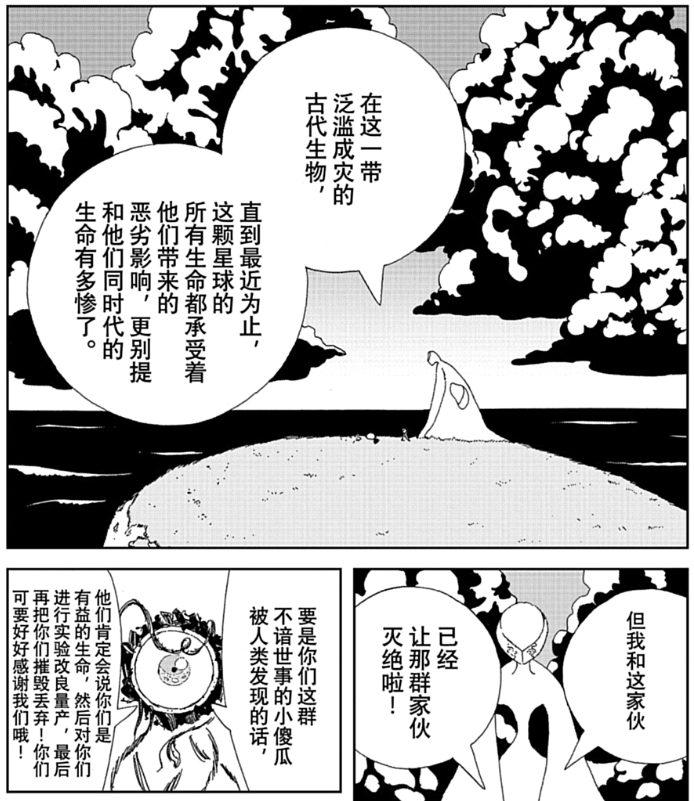 在这一带
泛滥成灾的
古代生物，
直到最近为止，
这颗星球的
所有生命都承受着
他们带来的
恶劣影响，更别提
和他们同时代的
生命有多惨了。
但我和这家伙
已经
让那群家伙
灭绝啦！
要是你们这群
不谙世事的小傻瓜
被人类发现的话，
他们肯定会说你们是
有益的生命，然后对你们
进行实验改良量产，最后
再把你们摧毁丢弃！你们
可要好好感谢我们哦！